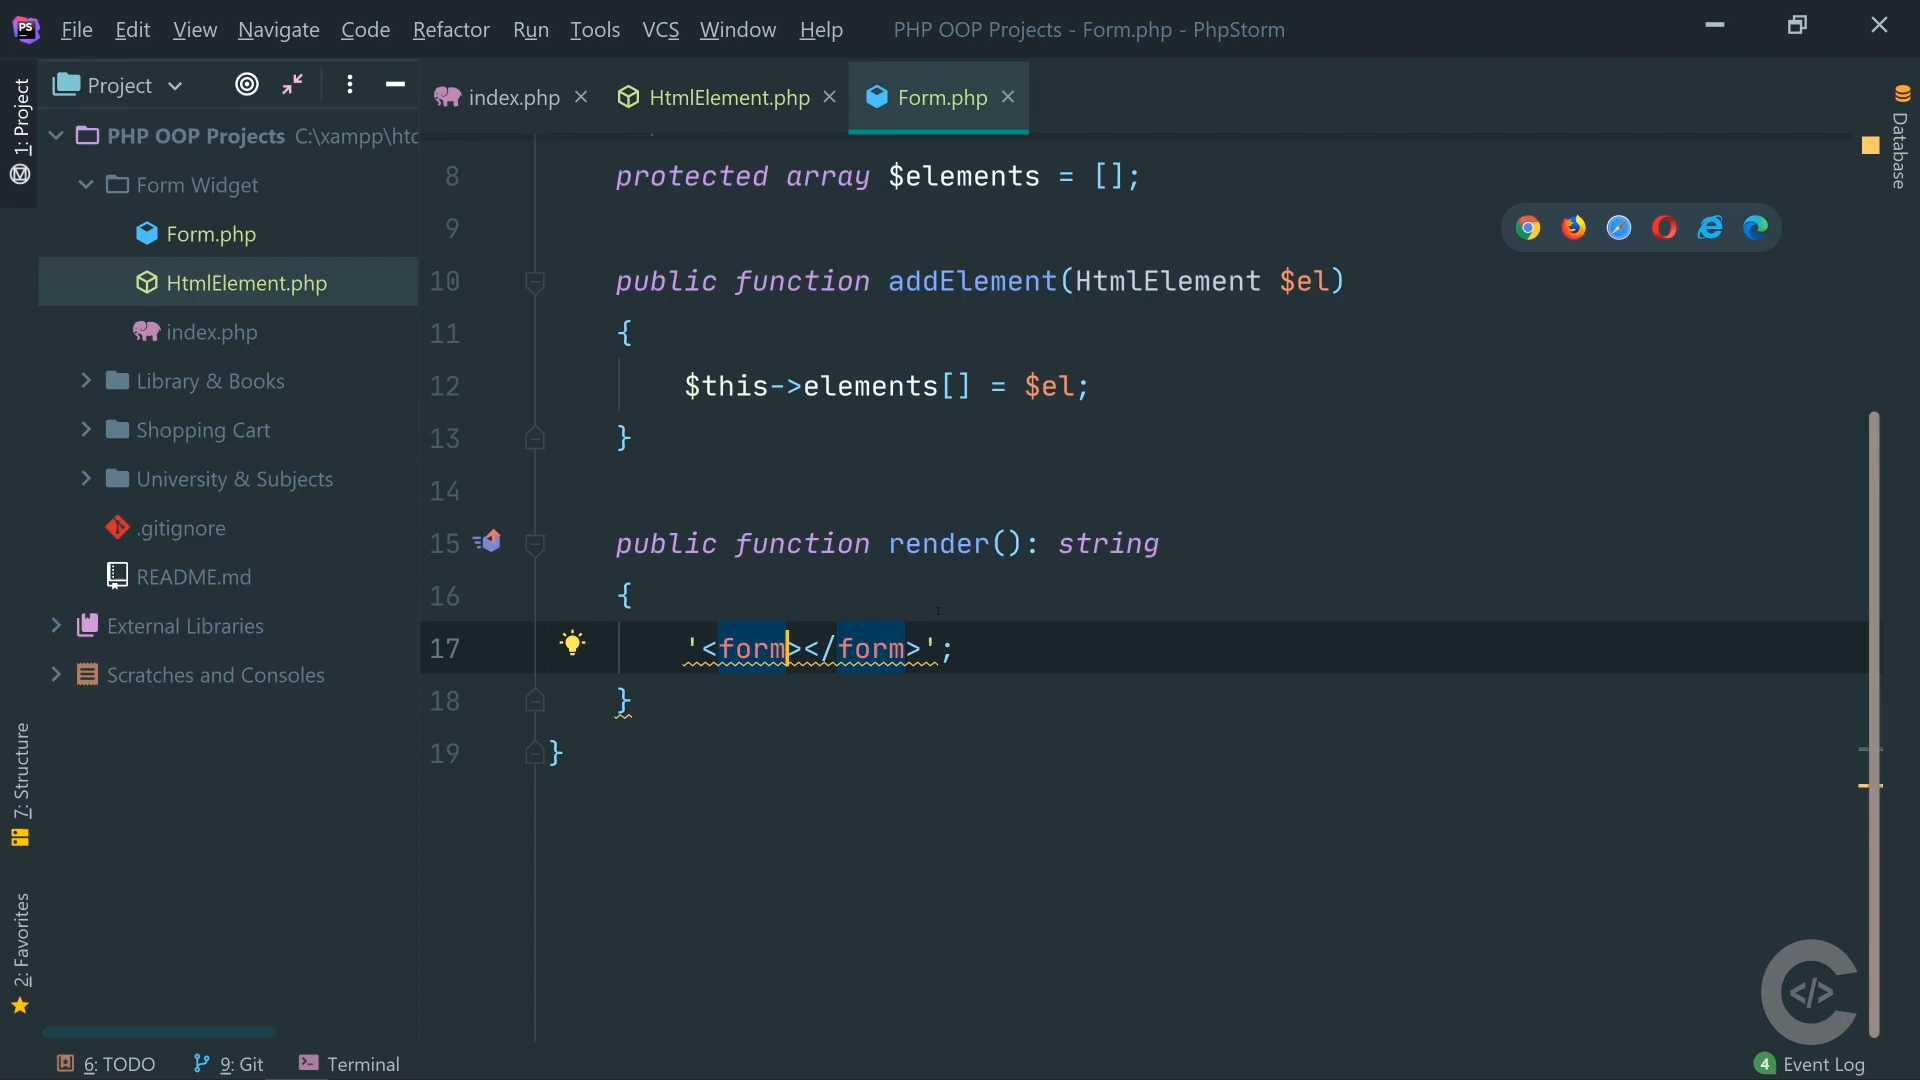 PS File Edit View Navigate Code Refactor Run Tools VCS Window Help PHP OOP Projects - Form.php - PhpStorm
1: Project
Project
PHP OOP Projects C:\xampp\htc
Form Widget
Form.php
HtmlElement.php
index.php
Library & Books
Shopping Cart
University & Subjects
.gitignore
README.md
External Libraries
Scratches and Consoles
7: Structure
2: Favorites
index.php HtmlElement.php Form.php
8 protected array $elements = [];
9
10 public function addElement(HtmlElement $el)
11 {
12 $this->elements[] = $el;
13 }
14
15 public function render(): string
16 {
17 '<form></form>';
18 }
19 }
Database
</>
6: TODO 9: Git Terminal 4 Event Log